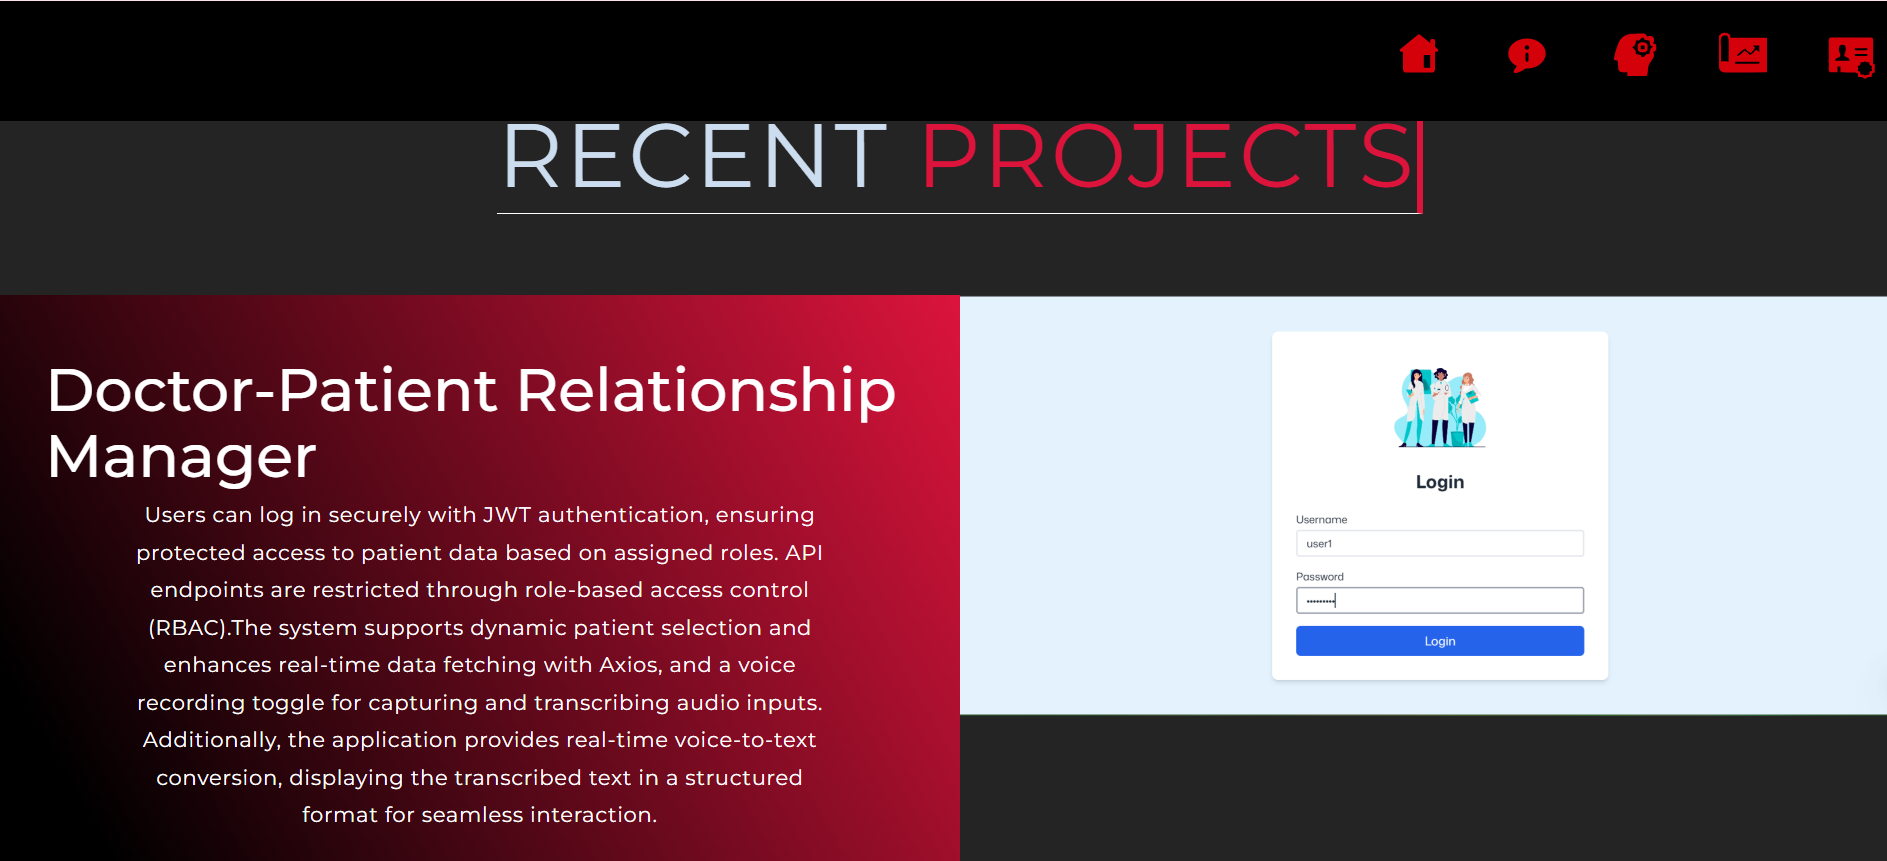 RECENT PROJECTS
Doctor-Patient Relationship
Manager
Users can log in securely with JWT authentication, ensuring
protected access to patient data based on assigned roles. API
endpoints are restricted through role-based access control
(RBAC).The system supports dynamic patient selection and
enhances real-time data fetching with Axios, and a voice
recording toggle for capturing and transcribing audio inputs.
Additionally, the application provides real-time voice-to-text
conversion, displaying the transcribed text in a structured
format for seamless interaction.
Login
Username
user1
Password
•••••••••
Login